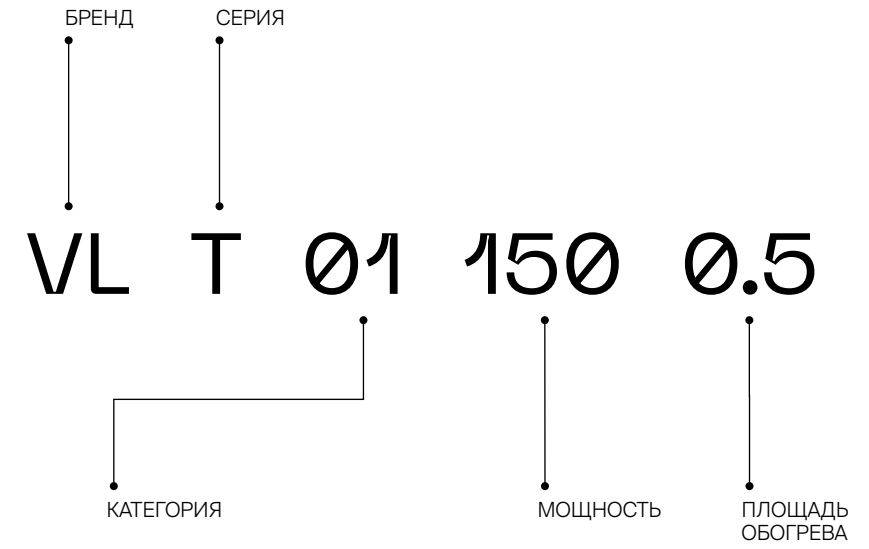 БРЕНД СЕРИЯ
VL T 01 150 0.5
КАТЕГОРИЯ МОЩНОСТЬ ПЛОЩАДЬ
ОБОГРЕВА